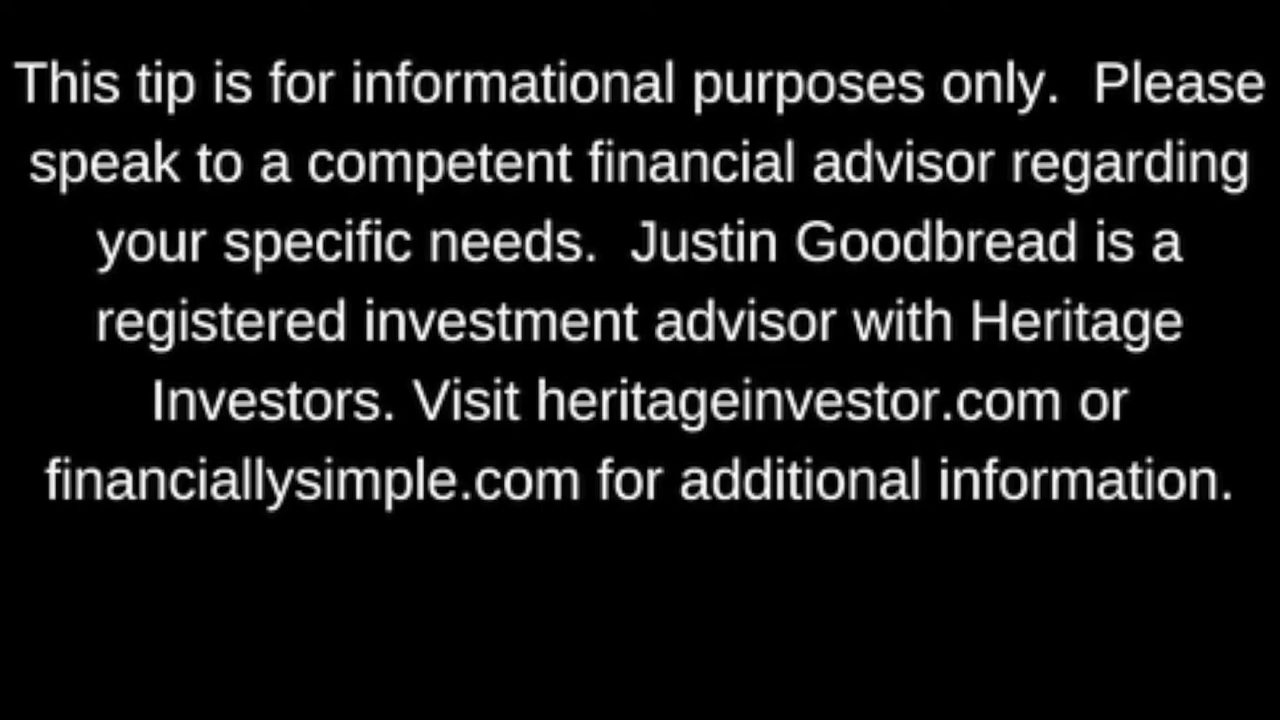 This tip is for informational purposes only.  Please
speak to a competent financial advisor regarding
your specific needs.  Justin Goodbread is a
registered investment advisor with Heritage
Investors. Visit heritageinvestor.com or
financiallysimple.com for additional information.